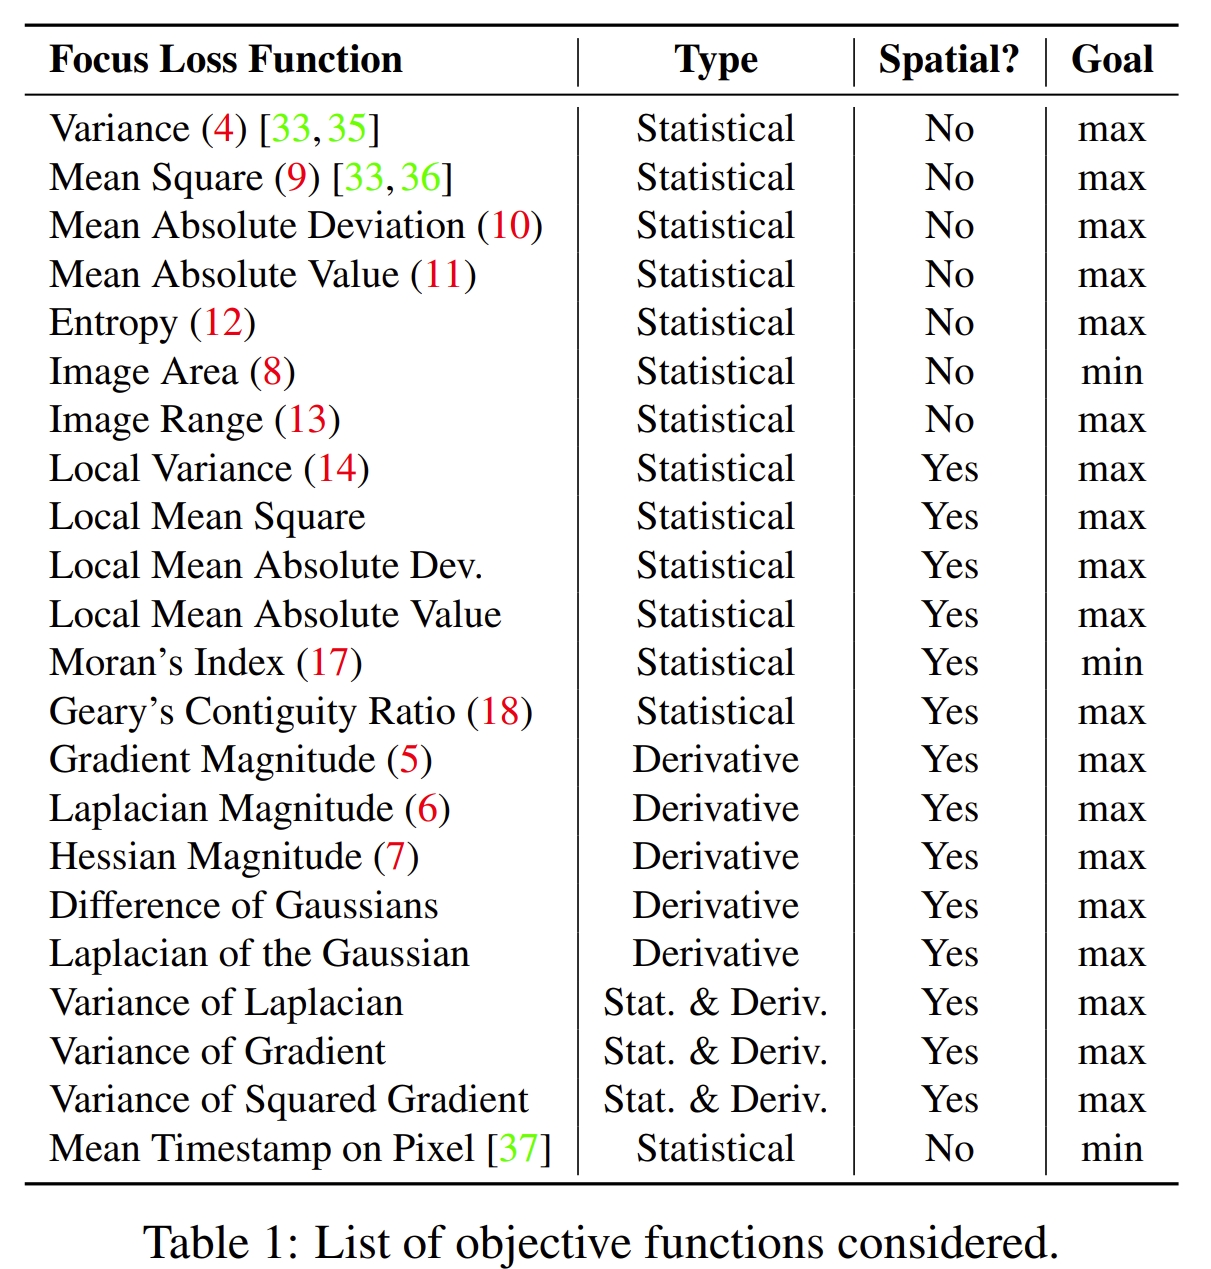 Focus Loss Function Type Spatial? Goal
Variance (4) [33, 35] Statistical No max
Mean Square (9) [33, 36] Statistical No max
Mean Absolute Deviation (10) Statistical No max
Mean Absolute Value (11) Statistical No max
Entropy (12) Statistical No max
Image Area (8) Statistical No min
Image Range (13) Statistical No max
Local Variance (14) Statistical Yes max
Local Mean Square Statistical Yes max
Local Mean Absolute Dev. Statistical Yes max
Local Mean Absolute Value Statistical Yes max
Moran's Index (17) Statistical Yes min
Geary's Contiguity Ratio (18) Statistical Yes max
Gradient Magnitude (5) Derivative Yes max
Laplacian Magnitude (6) Derivative Yes max
Hessian Magnitude (7) Derivative Yes max
Difference of Gaussians Derivative Yes max
Laplacian of the Gaussian Derivative Yes max
Variance of Laplacian Stat. & Deriv. Yes max
Variance of Gradient Stat. & Deriv. Yes max
Variance of Squared Gradient Stat. & Deriv. Yes max
Mean Timestamp on Pixel [37] Statistical No min
Table 1: List of objective functions considered.